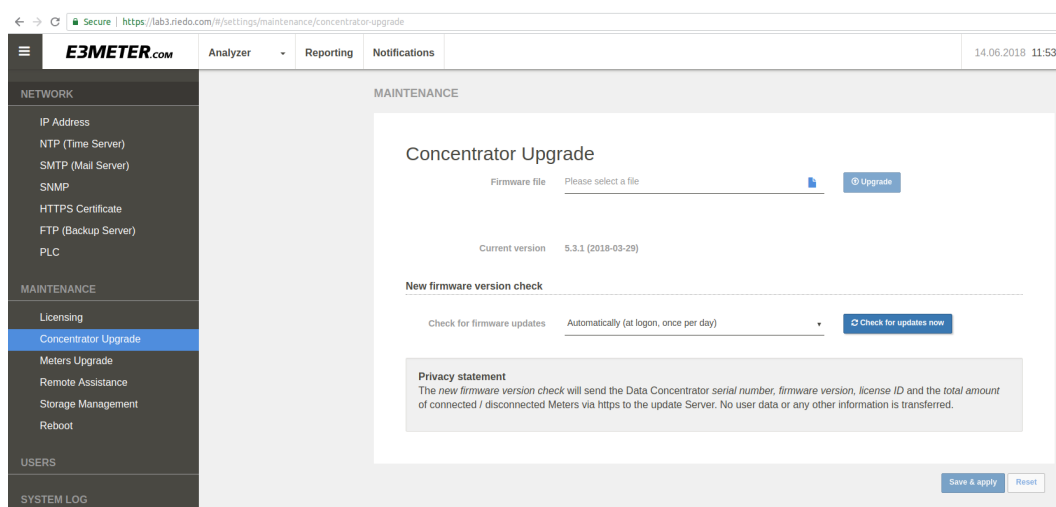 Secure | https://lab3.riedo.com/#/settings/maintenance/concentrator-upgrade
E3METER.COM
Analyzer
Reporting
Notifications
14.06.2018 11:53
NETWORK
IP Address
NTP (Time Server)
SMTP (Mail Server)
SNMP
HTTPS Certificate
FTP (Backup Server)
PLC
MAINTENANCE
Licensing
Concentrator Upgrade
Meters Upgrade
Remote Assistance
Storage Management
Reboot
USERS
SYSTEM LOG
MAINTENANCE
Concentrator Upgrade
Firmware file Please select a file Upgrade
Current version 5.3.1 (2018-03-29)
New firmware version check
Check for firmware updates Automatically (at logon, once per day) Check for updates now
Privacy statement
The new firmware version check will send the Data Concentrator serial number, firmware version, license ID and the total amount
of connected / disconnected Meters via https to the update Server. No user data or any other information is transferred.
Save & apply Reset